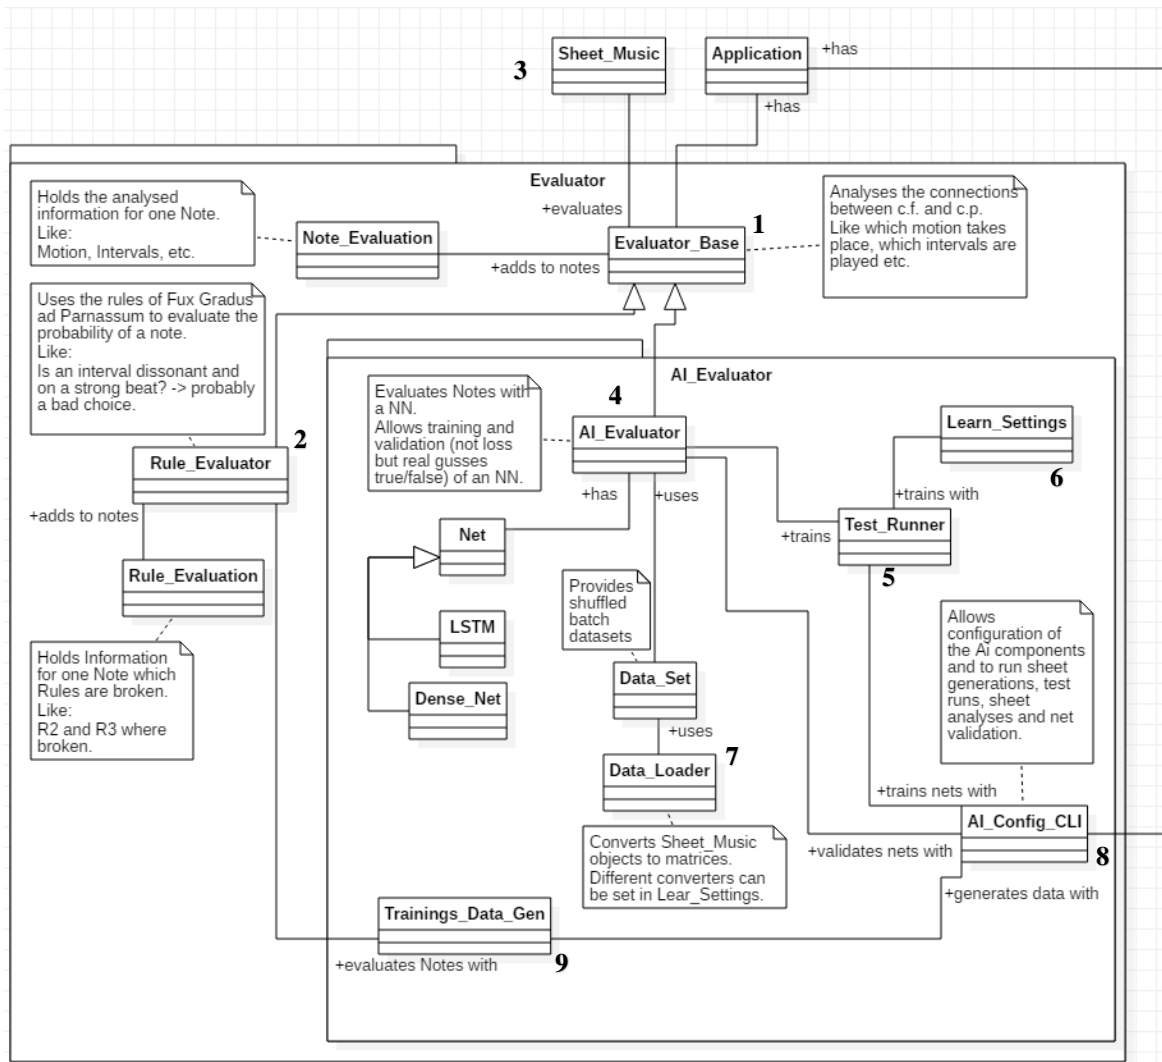 3
Sheet_Music
Application
+has
+has
Evaluator
Holds the analysed
information for one Note.
Like:
Motion, Intervals, etc.
Note_Evaluation
+adds to notes
+evaluates
1
Evaluator_Base
Analyses the connections
between c.f. and c.p.
Like which motion takes
place, which intervals are
played etc.
Uses the rules of Fux Gradus
ad Parnassum to evaluate the
probability of a note.
Like:
Is an interval dissonant and
on a strong beat? -> probably
a bad choice.
2
Rule_Evaluator
+adds to notes
Rule_Evaluation
Holds Information
for one Note which
Rules are broken.
Like:
R2 and R3 where
broken.
AI_Evaluator
Evaluates Notes with
a NN.
Allows training and
validation (not loss
but real gusses
true/false) of an NN.
4
AI_Evaluator
+has
+uses
Learn_Settings
6
+trains with
Test_Runner
+trains
5
Net
LSTM
Dense_Net
Provides
shuffled
batch
datasets
Data_Set
+uses
Data_Loader
7
Converts Sheet_Music
objects to matrices.
Different converters can
be set in Lear_Settings.
Allows
configuration of
the Ai components
and to run sheet
generations, test
runs, sheet
analyses and net
validation.
+trains nets with
AI_Config_CLI
8
+validates nets with
+generates data with
Trainings_Data_Gen
+evaluates Notes with
9